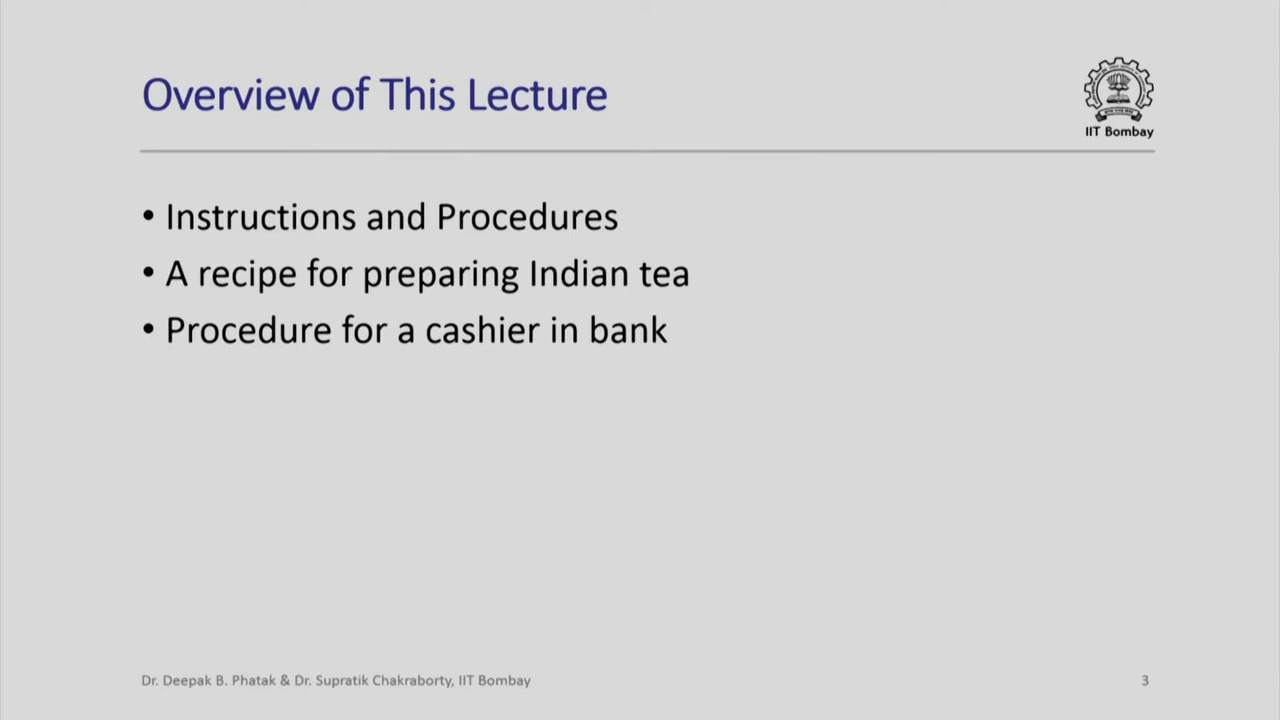 Overview of This Lecture
IIT Bombay
• Instructions and Procedures
• A recipe for preparing Indian tea
• Procedure for a cashier in bank
Dr. Deepak B. Phatak & Dr. Supratik Chakraborty, IIT Bombay
3